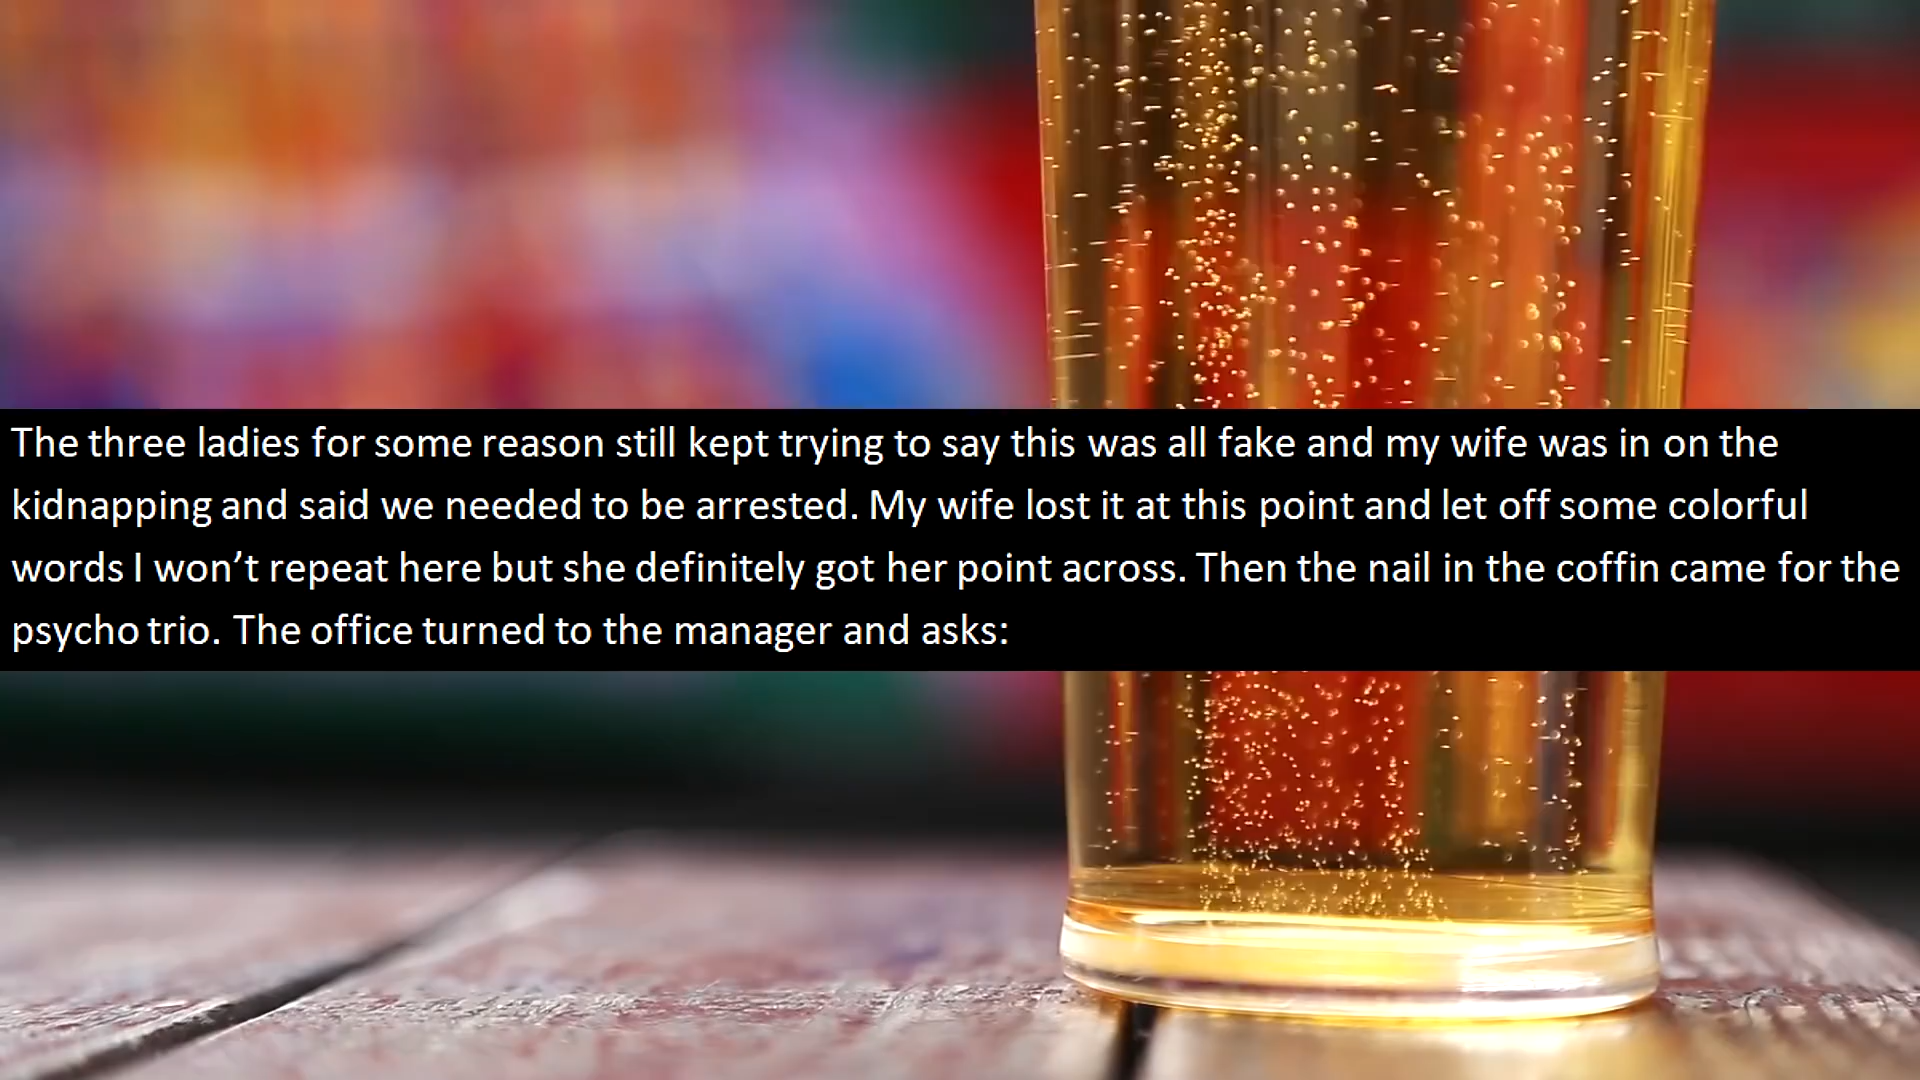 The three ladies for some reason still kept trying to say this was all fake and my wife was in on the
kidnapping and said we needed to be arrested. My wife lost it at this point and let off some colorful
words I won’t repeat here but she definitely got her point across. Then the nail in the coffin came for the
psycho trio. The office turned to the manager and asks: